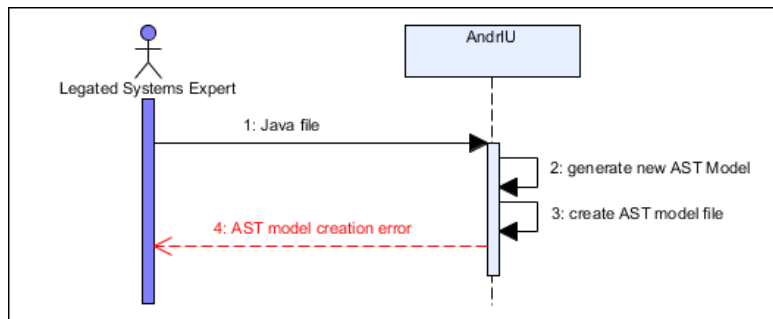 AndrIU
Legated Systems Expert
1: Java file
2: generate new AST Model
3: create AST model file
4: AST model creation error